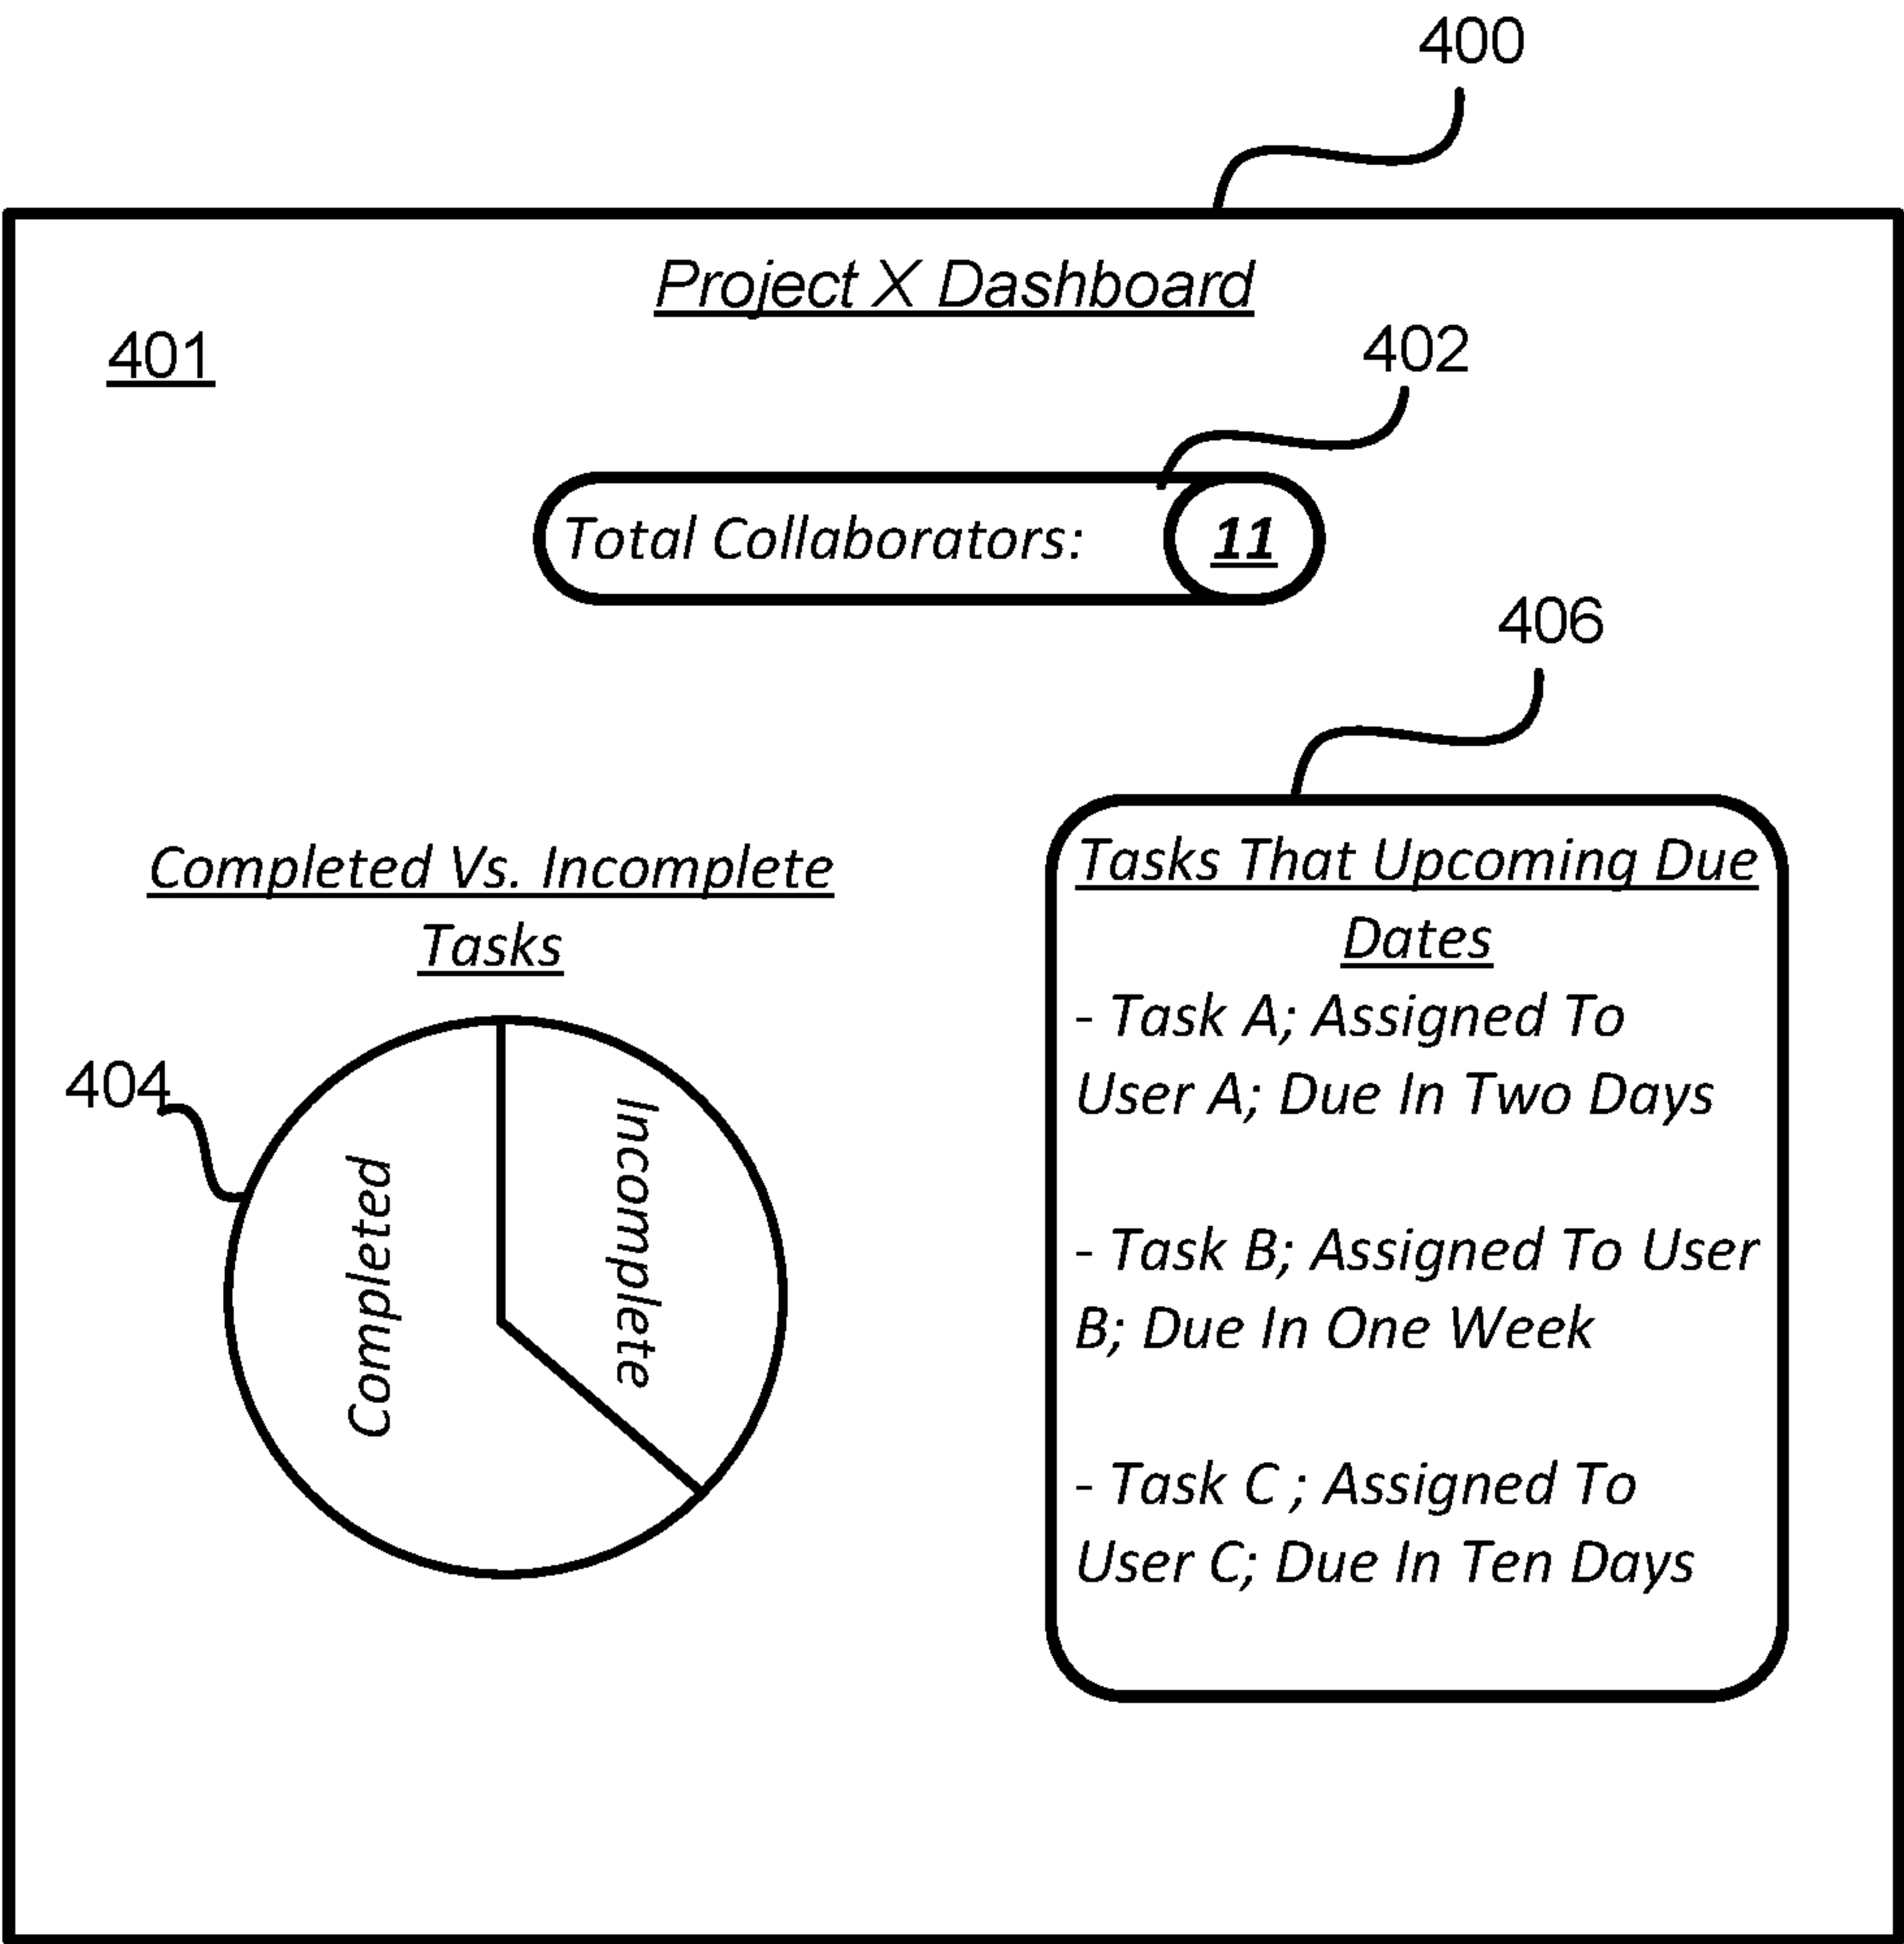 400
Project X Dashboard
401
402
Total Collaborators: 11
406
Completed Vs. Incomplete
Tasks
404
Completed
Incomplete
Tasks That Upcoming Due
Dates
- Task A; Assigned To
User A; Due In Two Days
- Task B; Assigned To User
B; Due In One Week
- Task C ; Assigned To
User C; Due In Ten Days